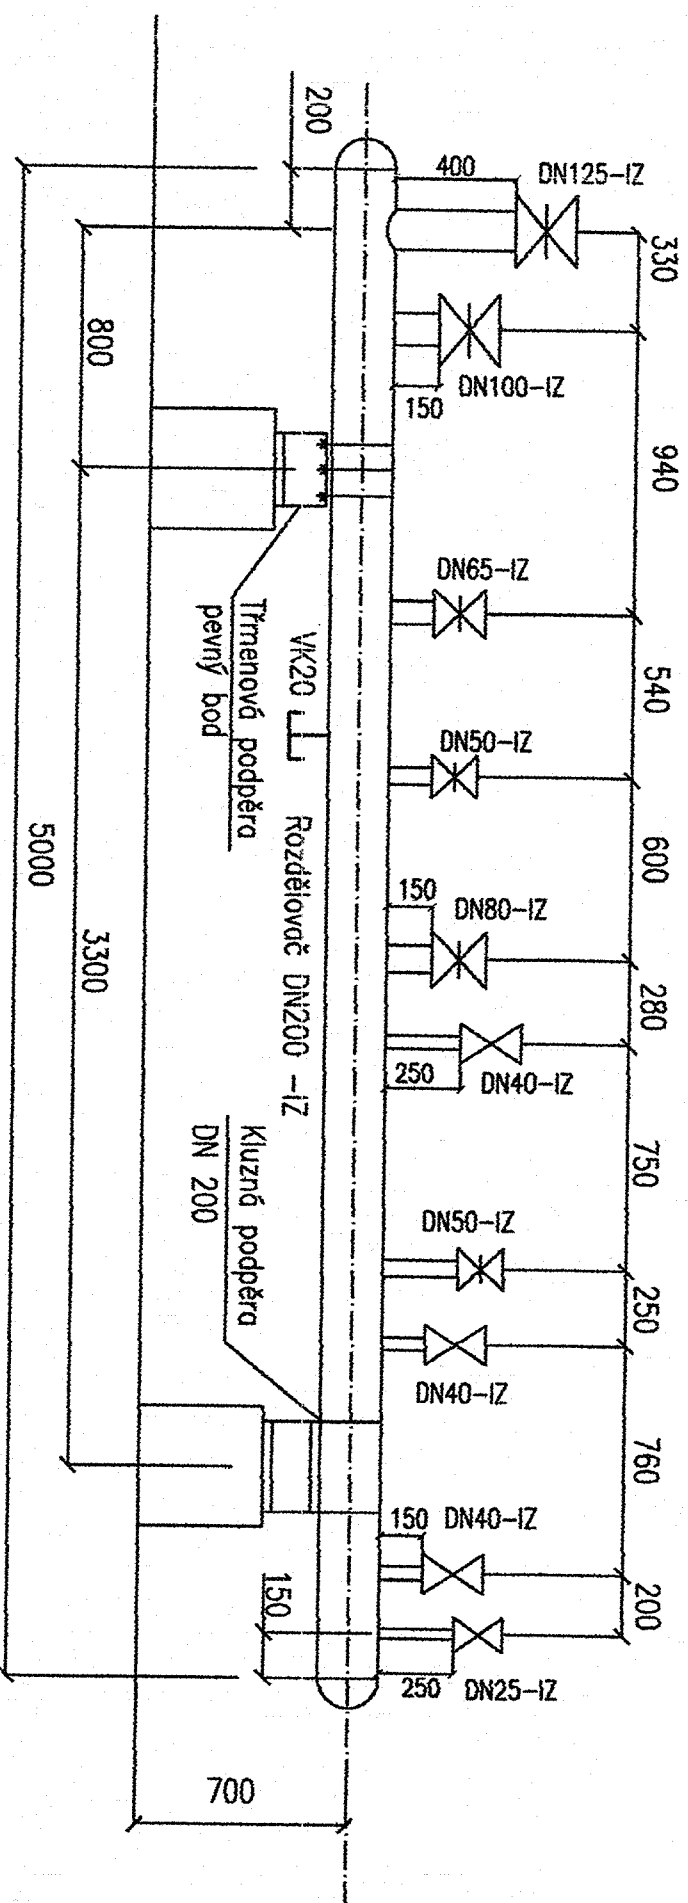 200
400
DN125-IZ
330
800
DN100-IZ
150
940
DN65-IZ
Třmenová podpěra
pevný bod
VK20
540
DN50-IZ
Rozdělovač DN200 -IZ
600
150
DN80-IZ
5000
3300
280
250
DN40-IZ
Kluzná podpěra
DN 200
750
DN50-IZ
250
DN40-IZ
760
150
DN40-IZ
150
200
250
DN25-IZ
700